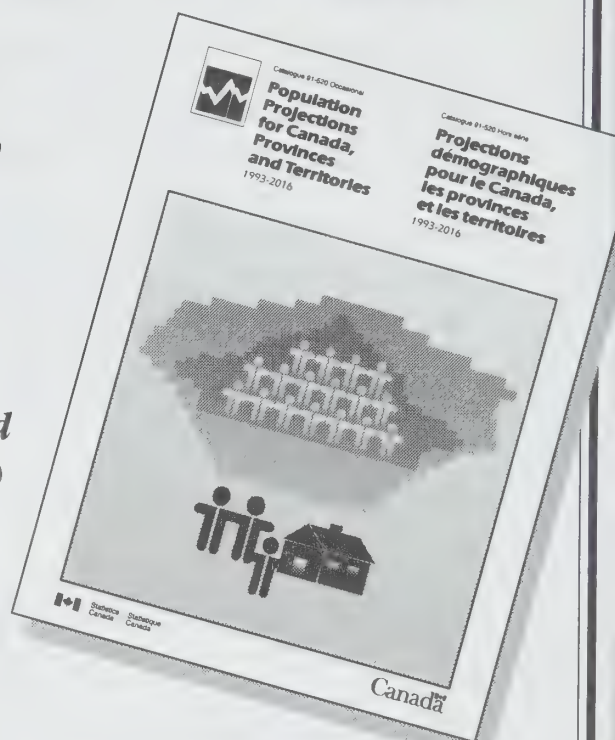 Catalogue 91-520 Occasional
Population
Projections
for Canada,
Provinces
and Territories
1993-2016
Catalogue 91-520 Hors série
Projections
démographiques
pour le Canada,
les provinces
et les territoires
1993-2016
Statistics
Canada
Statistique
Canada
Canada